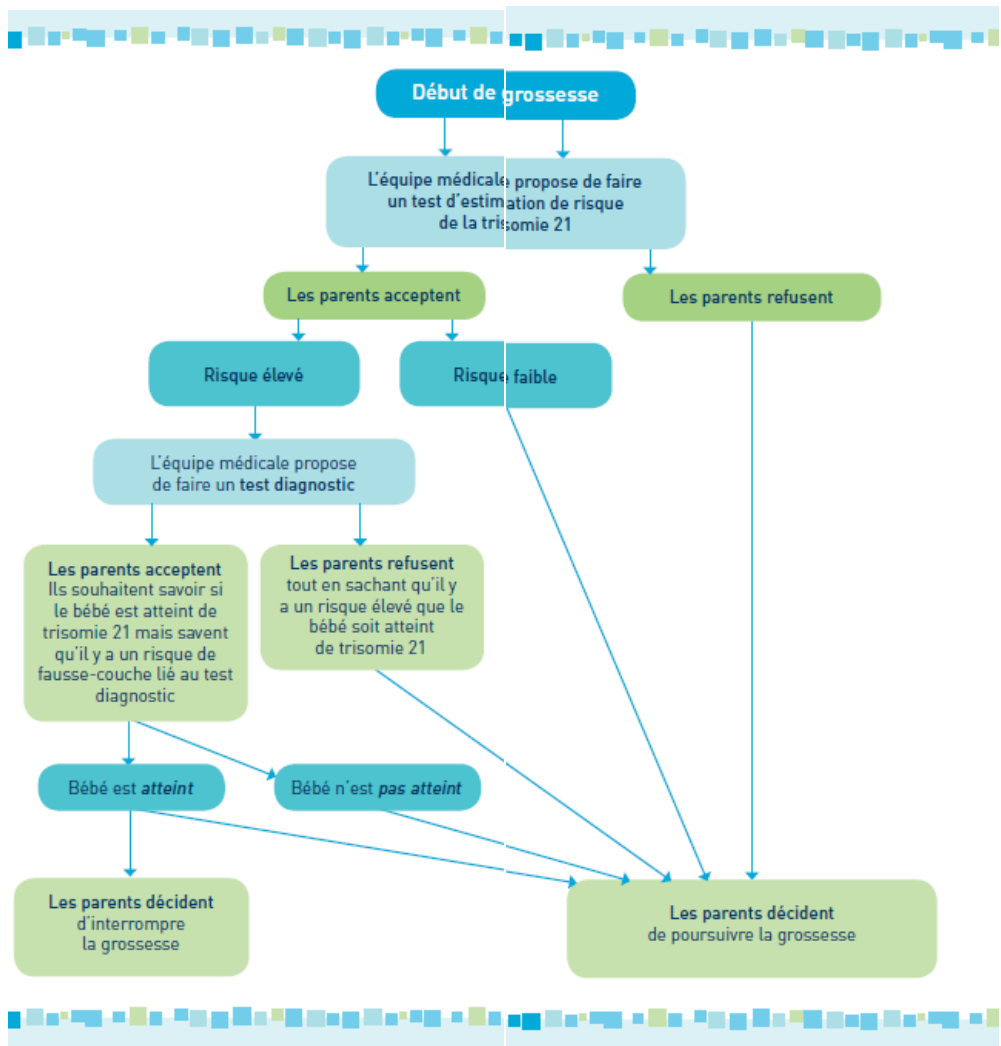 Début de grossesse
L'équipe médicale propose de faire
un test d'estimation de risque
de la trisomie 21
Les parents acceptent
Les parents refusent
Risque élevé
Risque faible
L'équipe médicale propose
de faire un test diagnostic
Les parents acceptent
Ils souhaitent savoir si
le bébé est atteint de
trisomie 21 mais savent
qu'il y a un risque de
fausse-couche lié au test
diagnostic
Les parents refusent
tout en sachant qu'il y
a un risque élevé que le
bébé soit atteint
de trisomie 21
Bébé est atteint
Bébé n'est pas atteint
Les parents décident
d'interrompre
la grossesse
Les parents décident
de poursuivre la grossesse